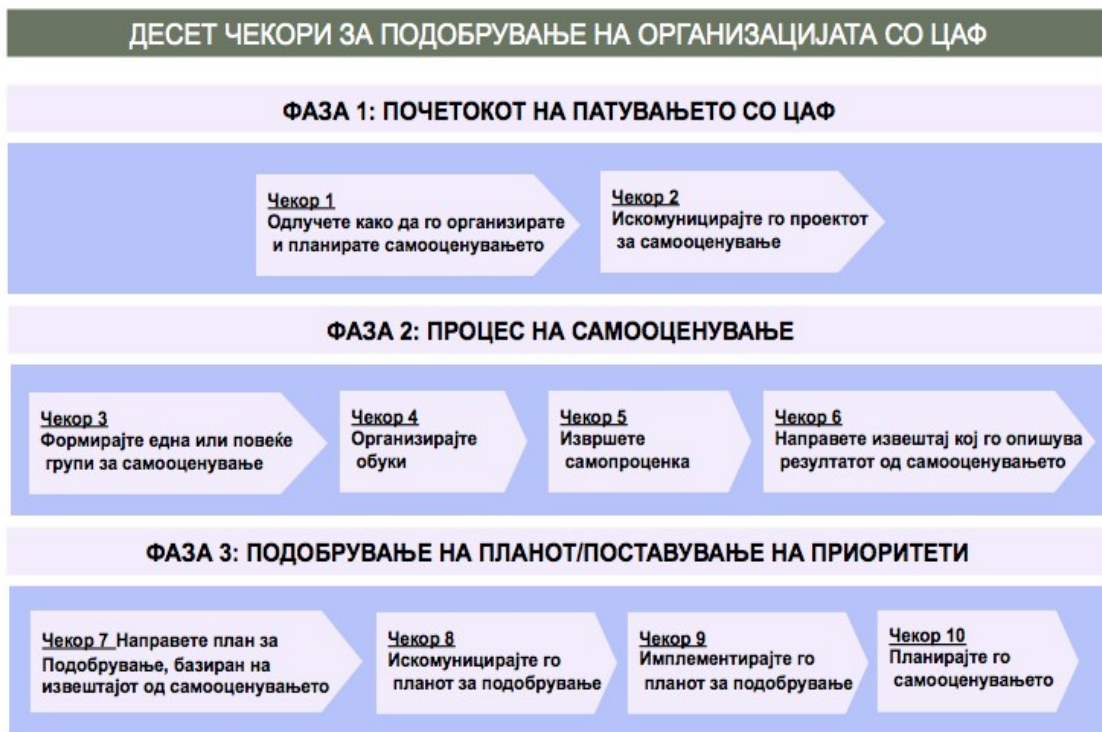 ДЕСЕТ ЧЕКОРИ ЗА ПОДОБРУВАЊЕ НА ОРГАНИЗАЦИЈАТА СО ЦАФ
ФАЗА 1: ПОЧЕТОКОТ НА ПАТУВАЊЕТО СО ЦАФ
Чекор 1
Одлучете како да го организирате
и планирате самооценувањето
Чекор 2
Искомуницирајте го проектот
за самооценување
ФАЗА 2: ПРОЦЕС НА САМООЦЕНУВАЊЕ
Чекор 3
Формирајте една или повеќе
групи за самооценување
Чекор 4
Организирајте
обуки
Чекор 5
Извршете
самопроценка
Чекор 6
Направете извештај кој го опишува
резултатот од самооценувањето
ФАЗА 3: ПОДОБРУВАЊЕ НА ПЛАНОТ/ПОСТАВУВАЊЕ НА ПРИОРИТЕТИ
Чекор 7 Направете план за
Подобрување, базиран на
извештајот од самооценувањето
Чекор 8
Искомуницирајте го
планот за подобрување
Чекор 9
Имплементирајте го
планот за подобрување
Чекор 10
Планирајте го
самооценувањето